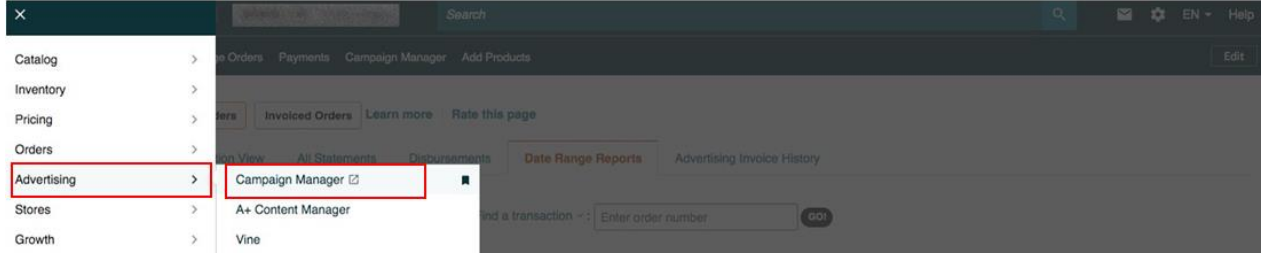 Search
EN
Help
Catalog
Orders Payments Campaign Manager Add Products
Edit
Inventory
Pricing
Invoiced Orders Learn more Rate this page
Orders
View All Statements Disbursements Date Range Reports Advertising Invoice History
Advertising
Campaign Manager
Stores
A+ Content Manager
a transaction : Enter order number GO!
Growth
Vine